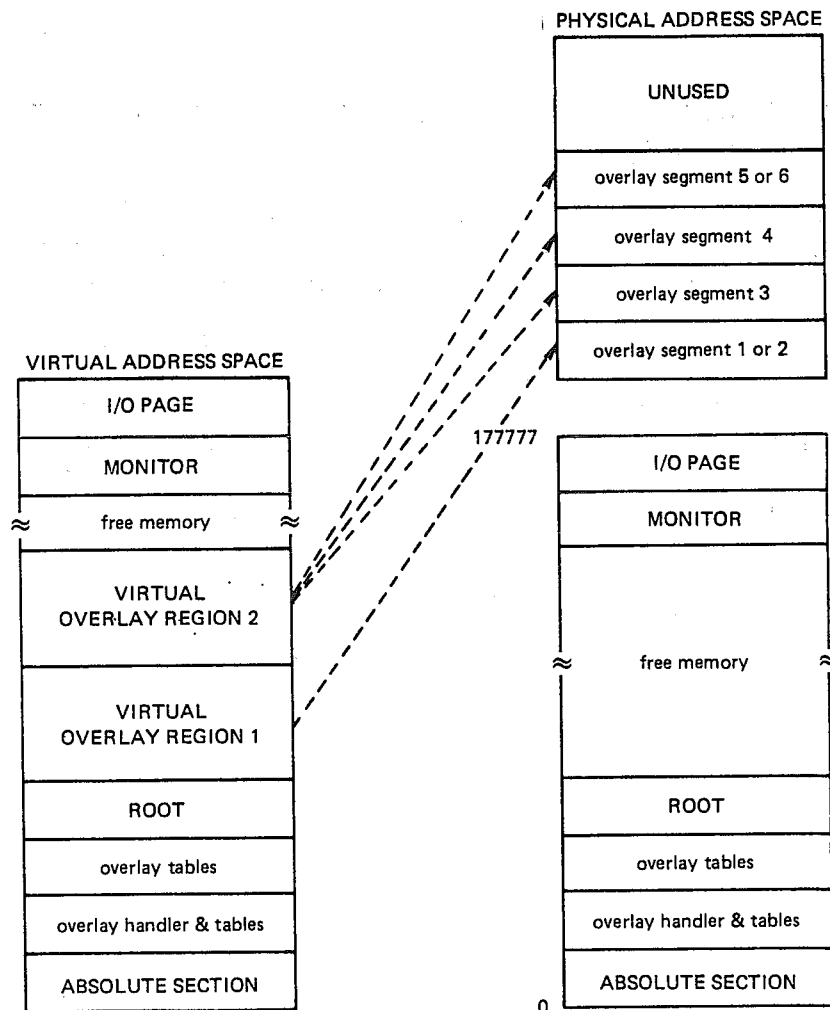 PHYSICAL ADDRESS SPACE
UNUSED
overlay segment 5 or 6
overlay segment 4
overlay segment 3
overlay segment 1 or 2
VIRTUAL ADDRESS SPACE
I/O PAGE
MONITOR
free memory
VIRTUAL
OVERLAY REGION 2
VIRTUAL
OVERLAY REGION 1
ROOT
overlay tables
overlay handler & tables
ABSOLUTE SECTION
177777
I/O PAGE
MONITOR
free memory
ROOT
overlay tables
overlay handler & tables
ABSOLUTE SECTION
0